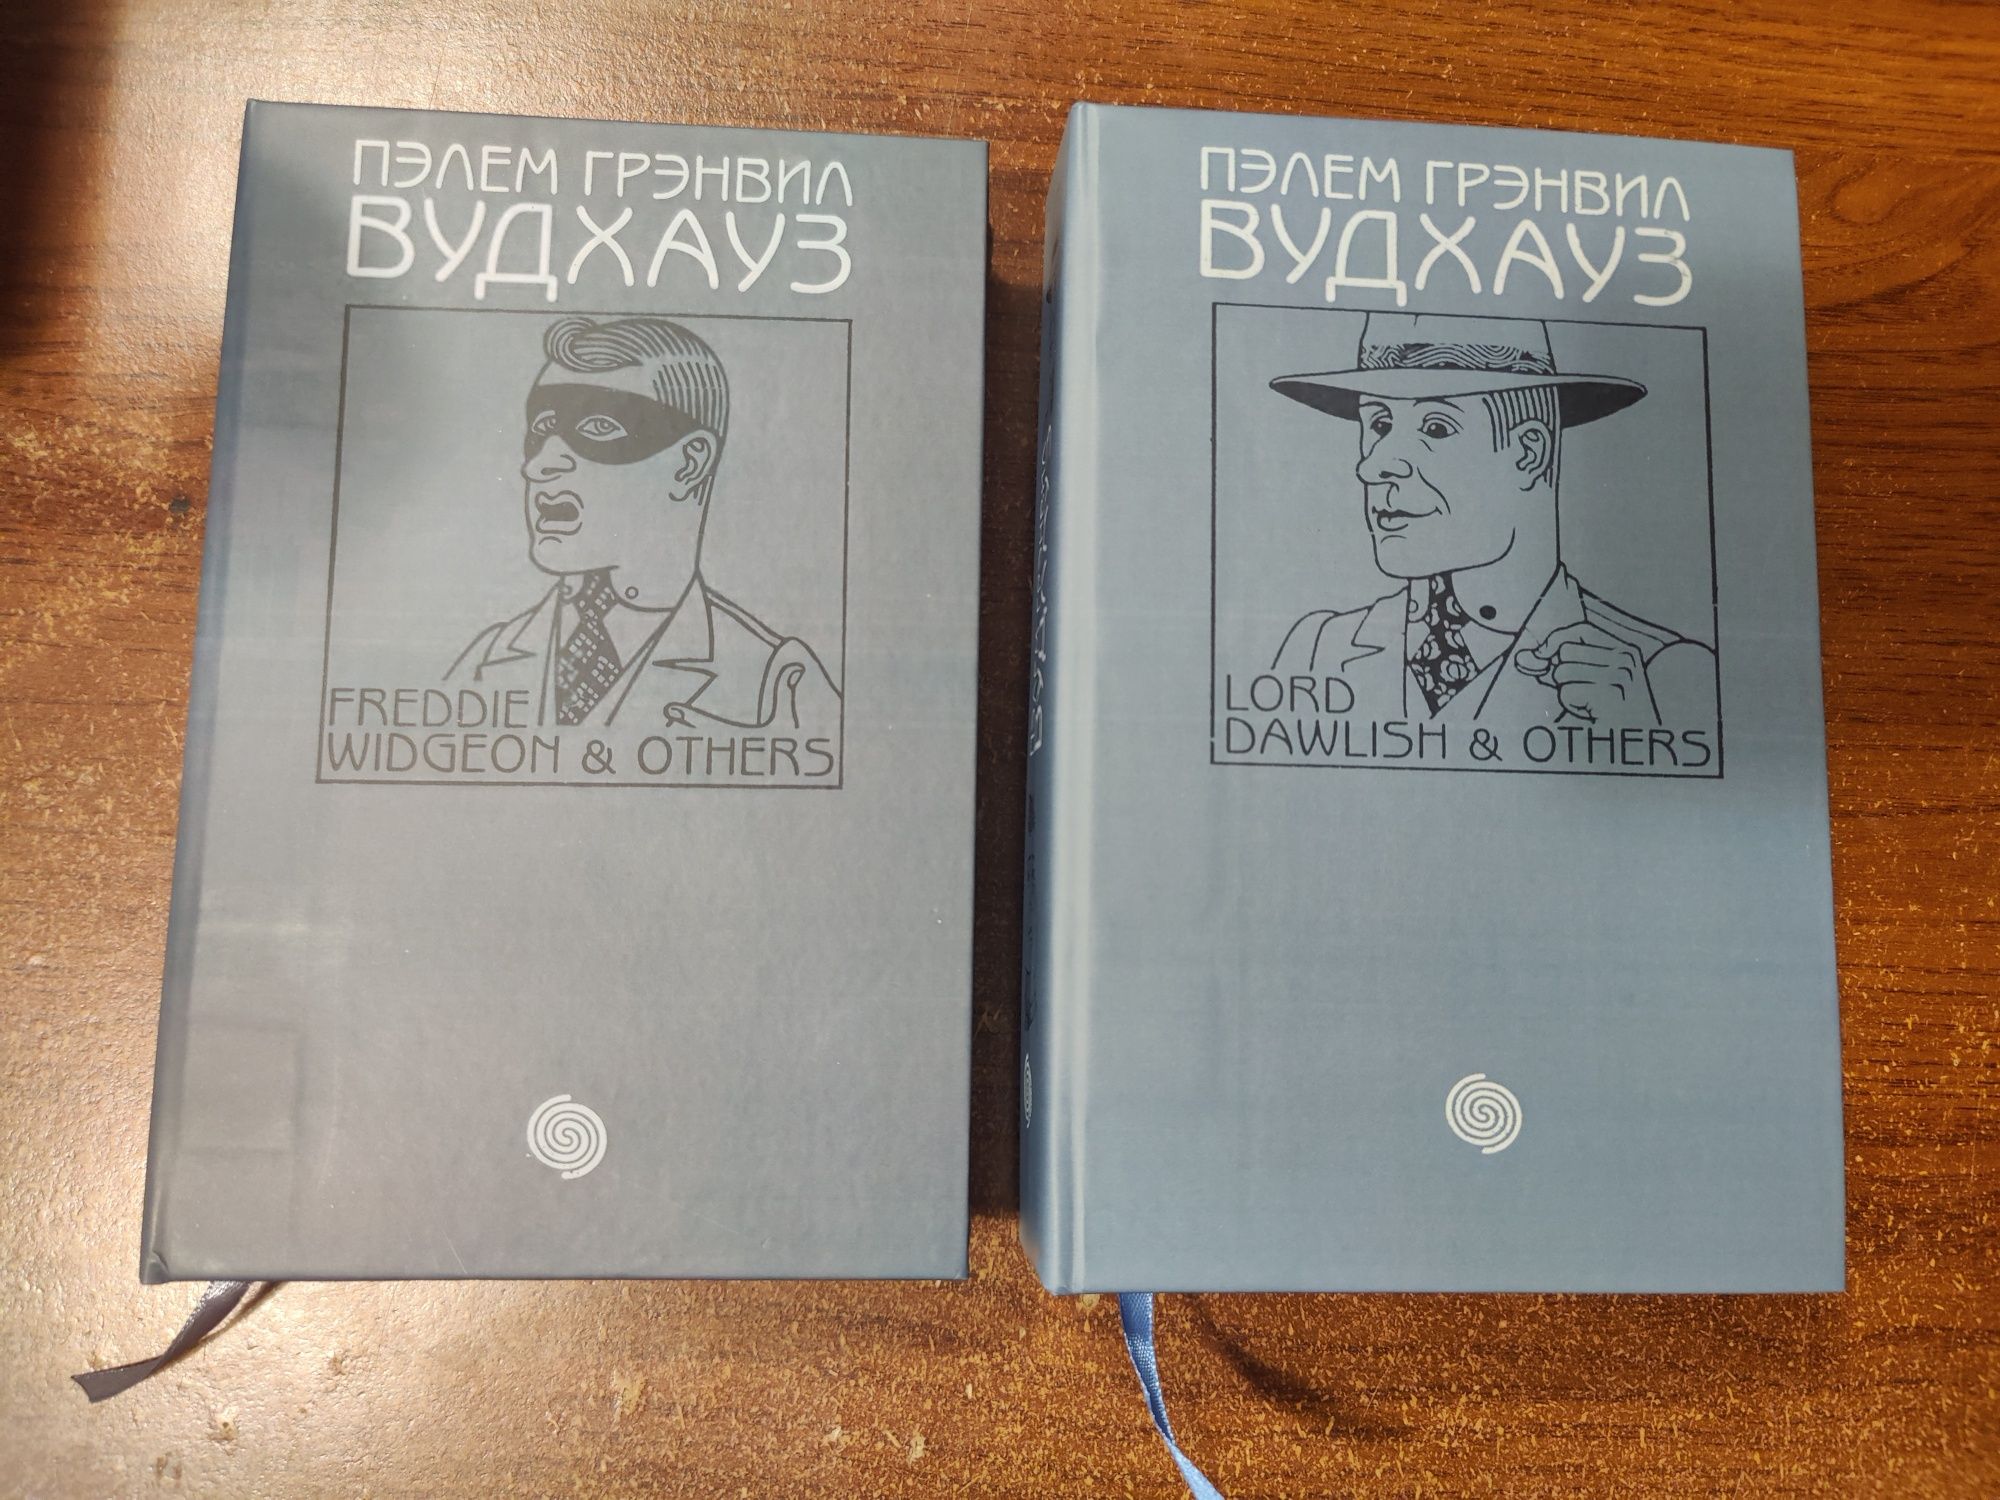 ПЭЛЕМ ГРЭНВИЛ
ВУДХАУЗ
FREDDIE
WIDGEON & OTHERS
ПЭЛЕМ ГРЭНВИЛ
ВУДХАУЗ
LORD
DAWLISH & OTHERS